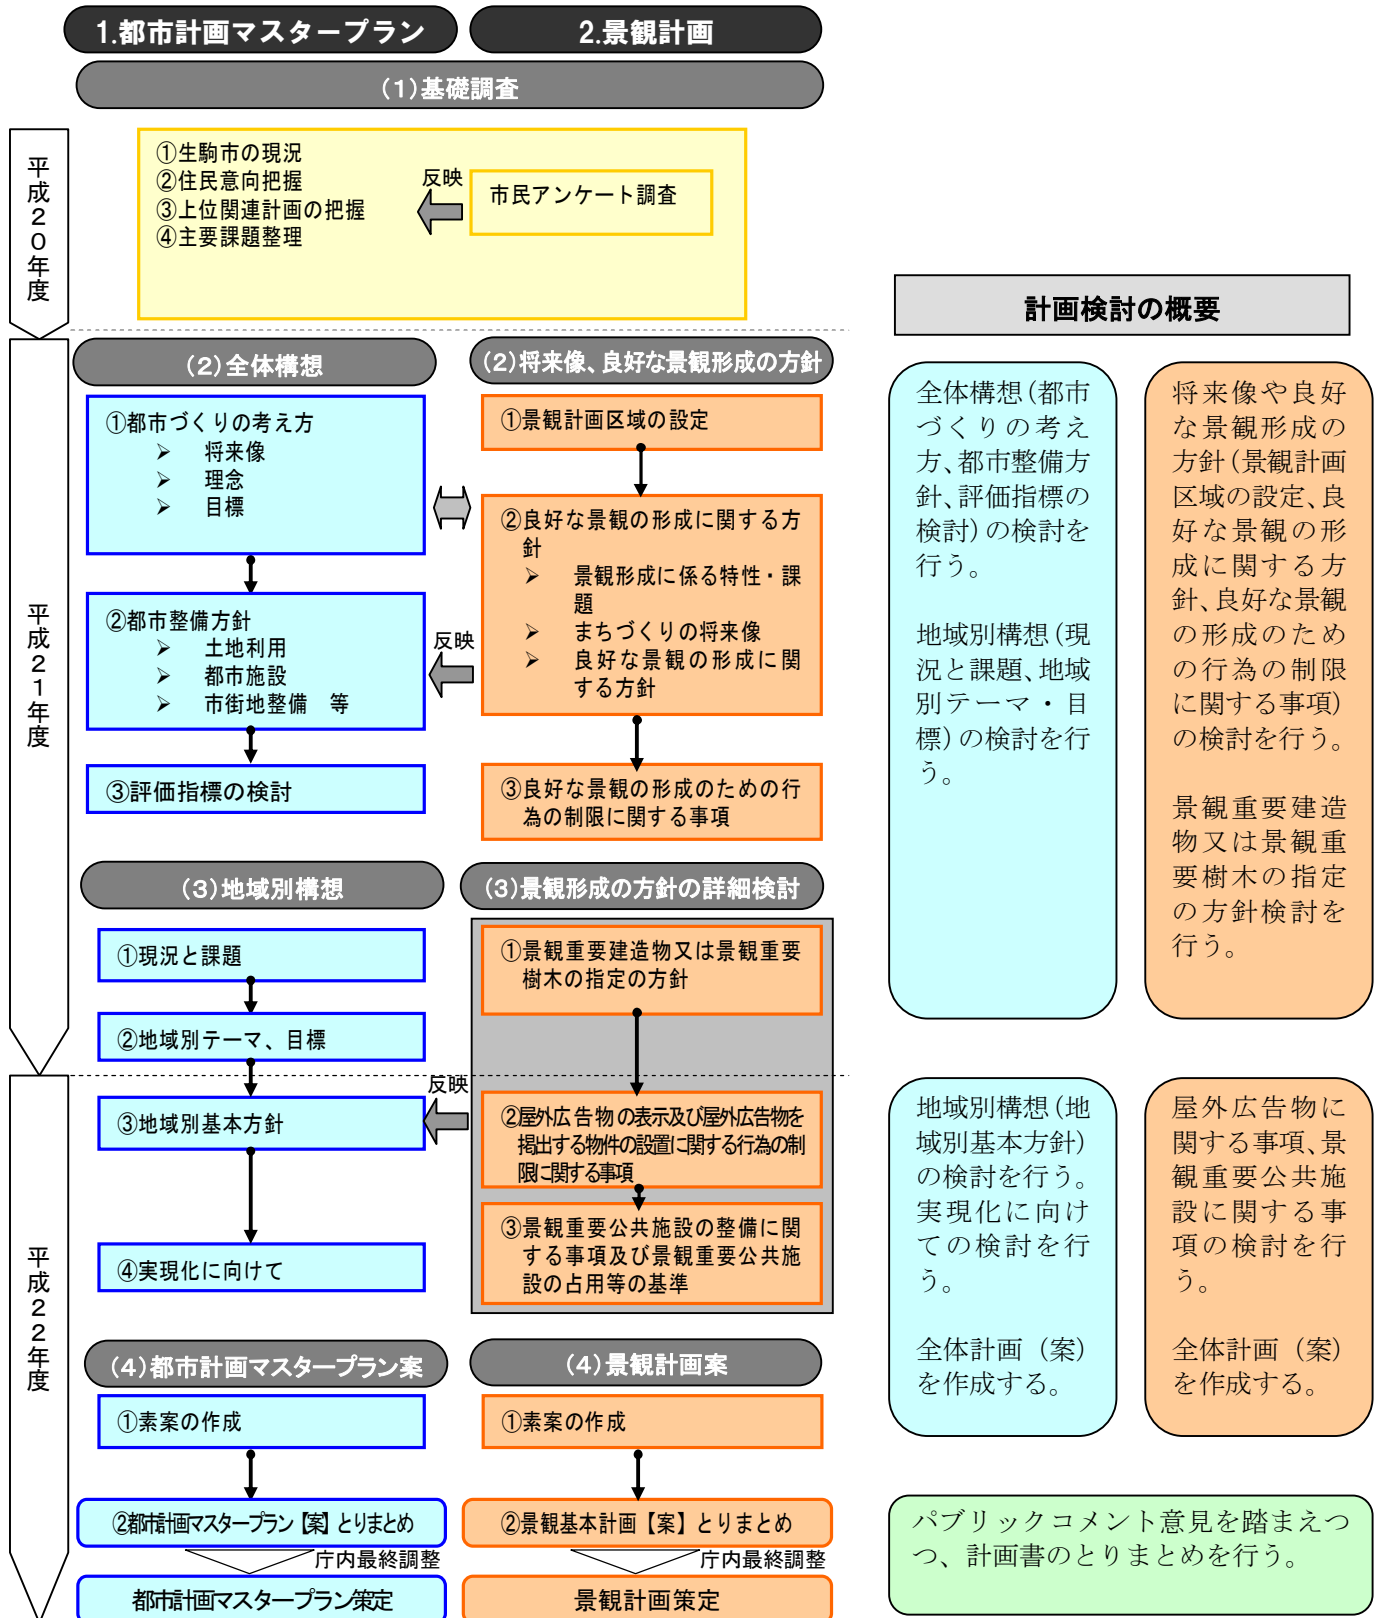 1.都市計画マスタープラン
2.景観計画
(1)基礎調査
平成20年度
①生駒市の現況
②住民意向把握
③上位関連計画の把握
④主要課題整理
反映
市民アンケート調査
計画検討の概要
平成21年度
(2)全体構想
①都市づくりの考え方
➢ 将来像
➢ 理念
➢ 目標
②都市整備方針
➢ 土地利用
➢ 都市施設
➢ 市街地整備 等
③評価指標の検討
反映
(2)将来像、良好な景観形成の方針
①景観計画区域の設定
②良好な景観の形成に関する方
針
➢ 景観形成に係る特性・課
題
➢ まちづくりの将来像
➢ 良好な景観の形成に関
する方針
③良好な景観の形成のための行
為の制限に関する事項
全体構想(都市
づくりの考え
方、都市整備方
針、評価指標の
検討)の検討を
行う。
地域別構想(現
況と課題、地域
別テーマ・目
標)の検討を行
う。
将来像や良好
な景観形成の
方針(景観計画
区域の設定、良
好な景観の形
成に関する方
針、良好な景観
の形成のため
の行為の制限
に関する事項)
の検討を行う。
景観重要建造
物又は景観重
要樹木の指定
の方針検討を
行う。
(3)地域別構想
①現況と課題
②地域別テーマ、目標
③地域別基本方針
④実現化に向けて
反映
(3)景観形成の方針の詳細検討
①景観重要建造物又は景観重要
樹木の指定の方針
②屋外広告物の表示及び屋外広告物を
掲出する物件の設置に関する行為の制
限に関する事項
③景観重要公共施設の整備に関
する事項及び景観重要公共施
設の占用等の基準
平成22年度
地域別構想(地
域別基本方針)
の検討を行う。
実現化に向け
ての検討を行
う。
全体計画（案）
を作成する。
屋外広告物に
関する事項、景
観重要公共施
設に関する事
項の検討を行
う。
全体計画（案）
を作成する。
(4)都市計画マスタープラン案
①素案の作成
②都市計画マスタープラン【案】とりまとめ
庁内最終調整
都市計画マスタープラン策定
(4)景観計画案
①素案の作成
②景観基本計画【案】とりまとめ
庁内最終調整
景観計画策定
パブリックコメント意見を踏まえつ
つ、計画書のとりまとめを行う。